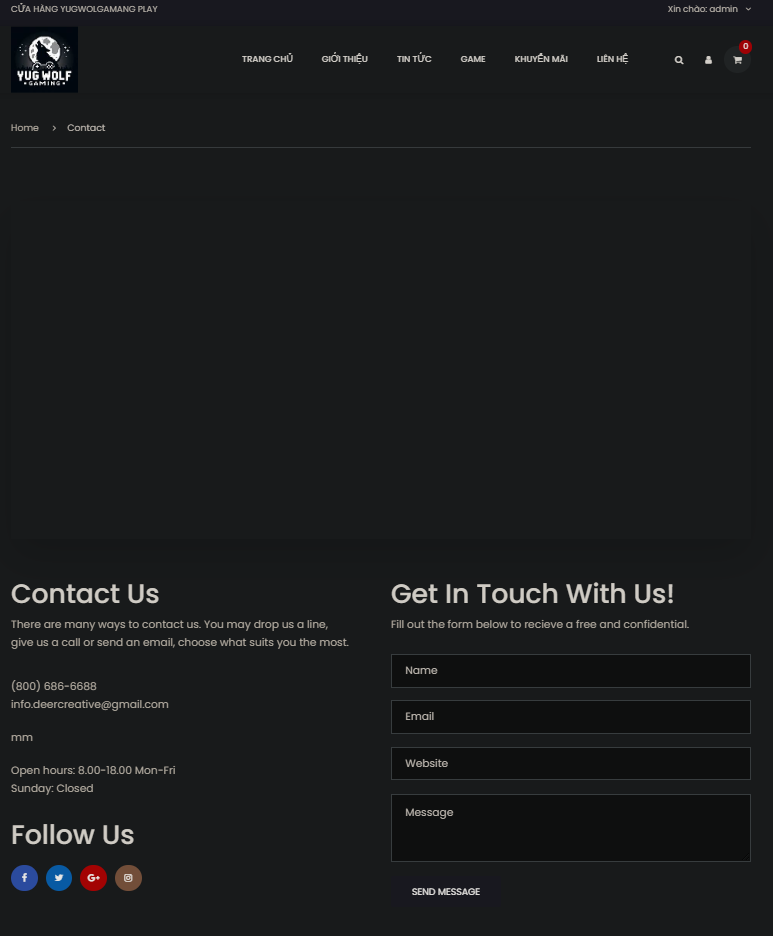 CỬA HÀNG YUGWOLGAMANG PLAY
Xin chào: admin
YUG WOLF
GAMING
TRANG CHỦ
GIỚI THIỆU
TIN TỨC
GAME
KHUYẾN MÃI
LIÊN HỆ
0
Home > Contact
Contact Us
There are many ways to contact us. You may drop us a line,
give us a call or send an email, choose what suits you the most.
(800) 686-6688
info.deercreative@gmail.com
mm
Open hours: 8.00-18.00 Mon-Fri
Sunday: Closed
Follow Us
Get In Touch With Us!
Fill out the form below to recieve a free and confidential.
Name
Email
Website
Message
SEND MESSAGE